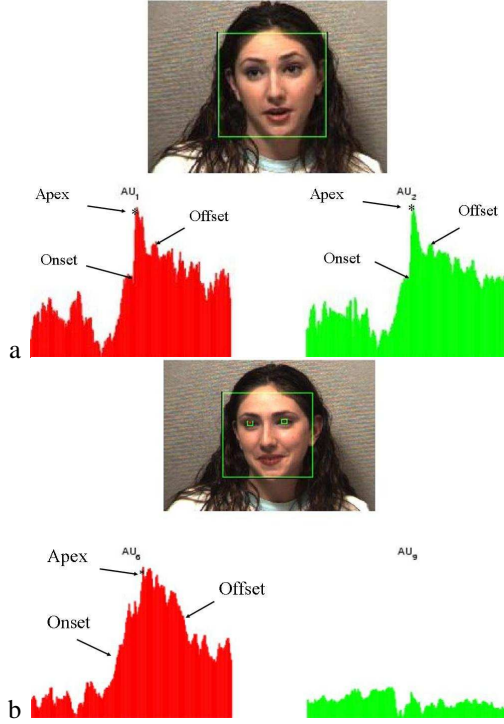 AU1 AU2
Apex Apex
Offset Offset
Onset Onset
a
AU6 AU9
Apex
Offset
Onset
b